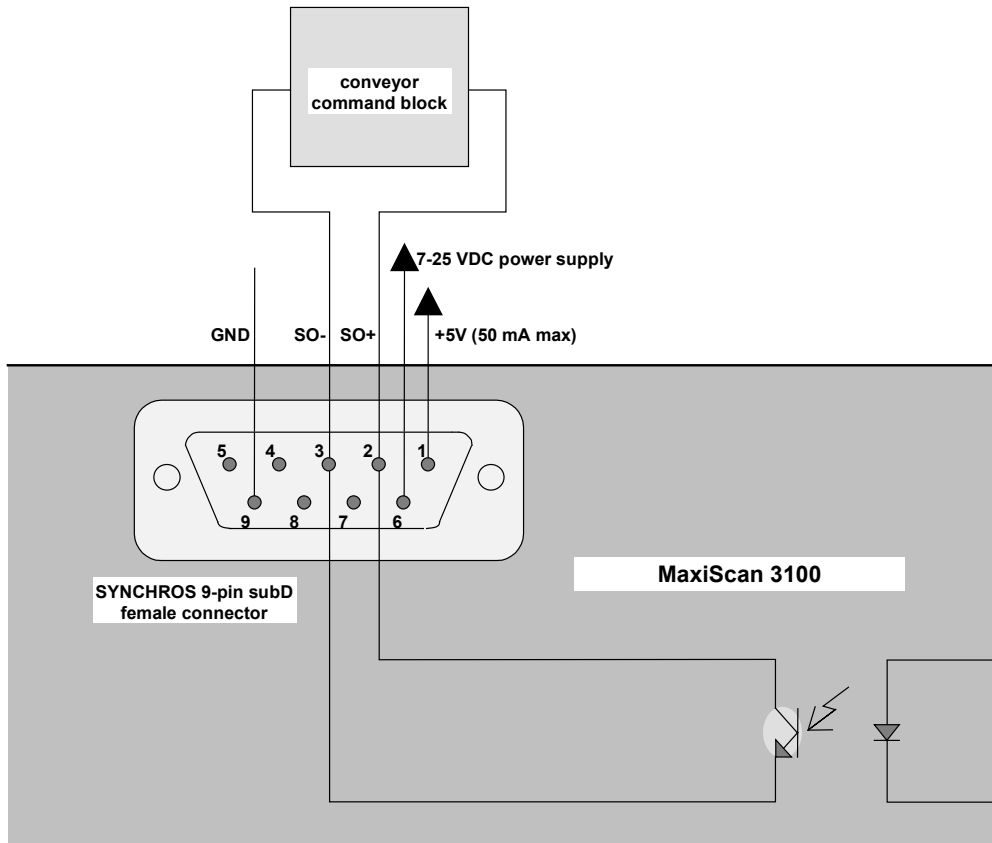 conveyor
command block
7-25 VDC power supply
GND SO- SO+ +5V (50 mA max)
5 4 3 2 1
9 8 7 6
MaxiScan 3100
SYNCHROS 9-pin subD
female connector